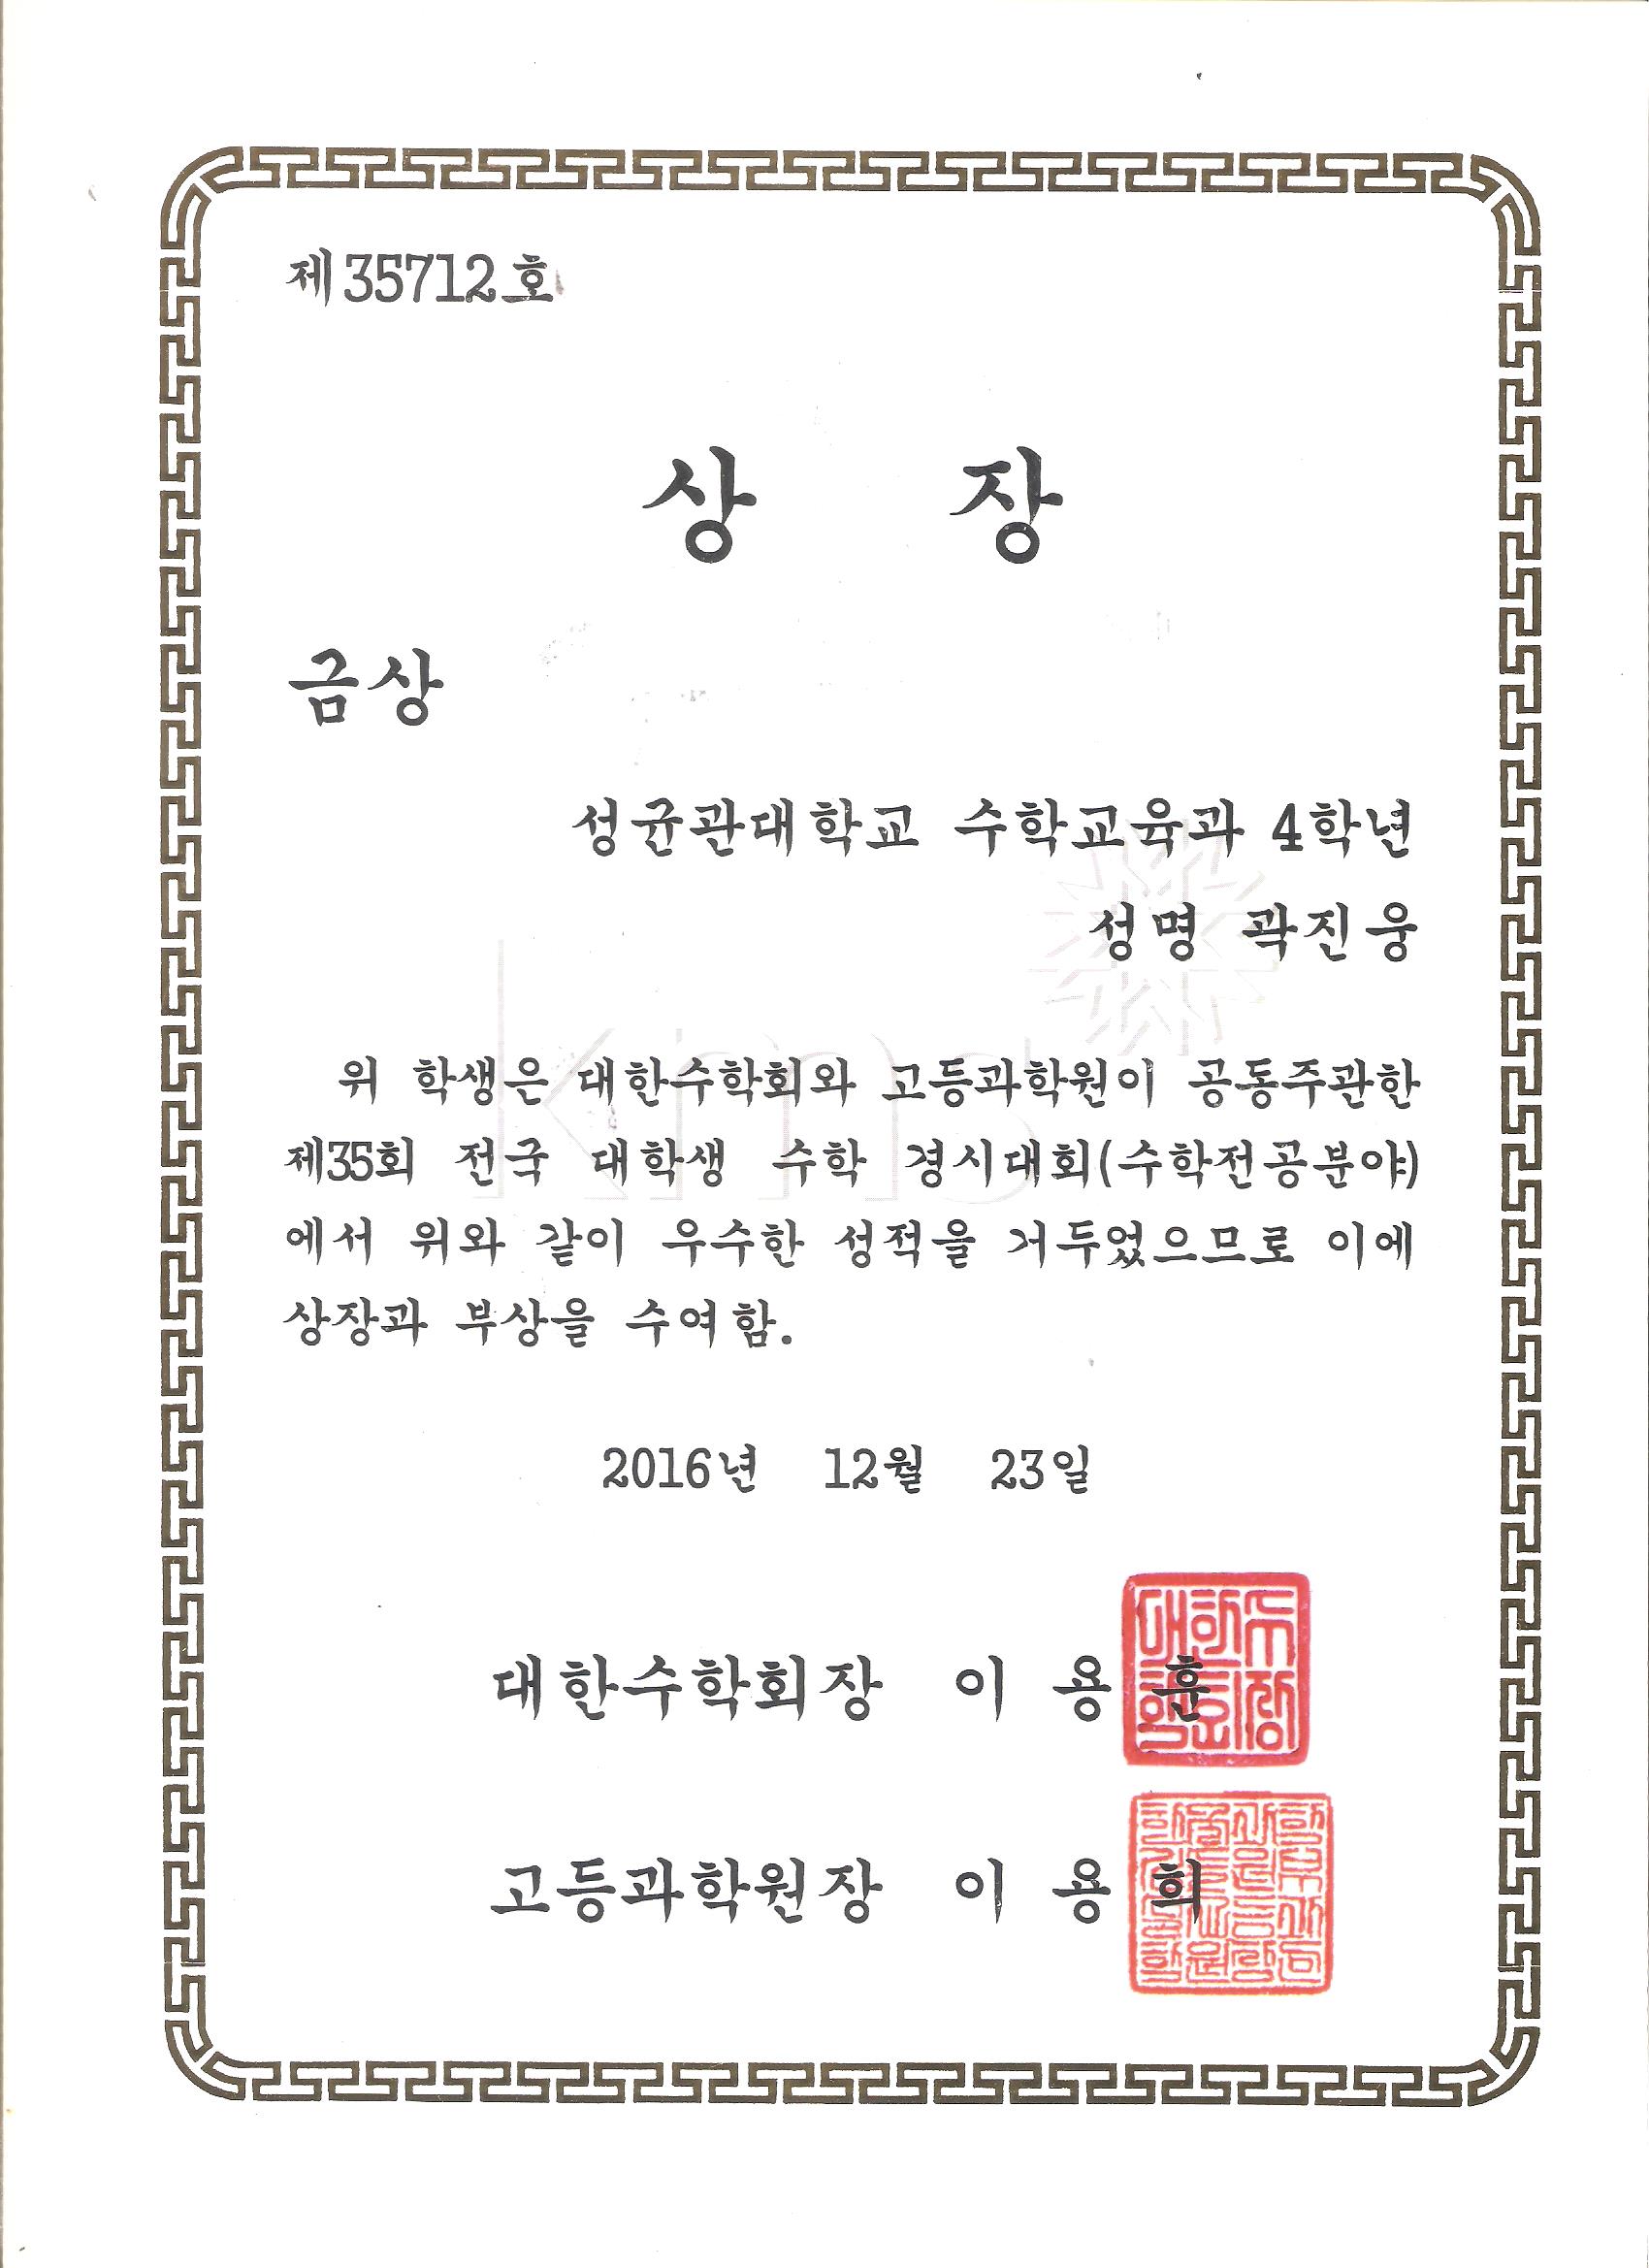 제35712호
상 장
금상
성균관대학교 수학교육과 4학년
성명 곽진웅
위 학생은 대한수학회와 고등과학원이 공동주관한
제35회 전국 대학생 수학 경시대회(수학전공분야)
에서 위와 같이 우수한 성적을 거두었으므로 이에
상장과 부상을 수여함.
2016년 12월 23일
대한수학회장 이 용 훈
고등과학원장 이 용 희
kms